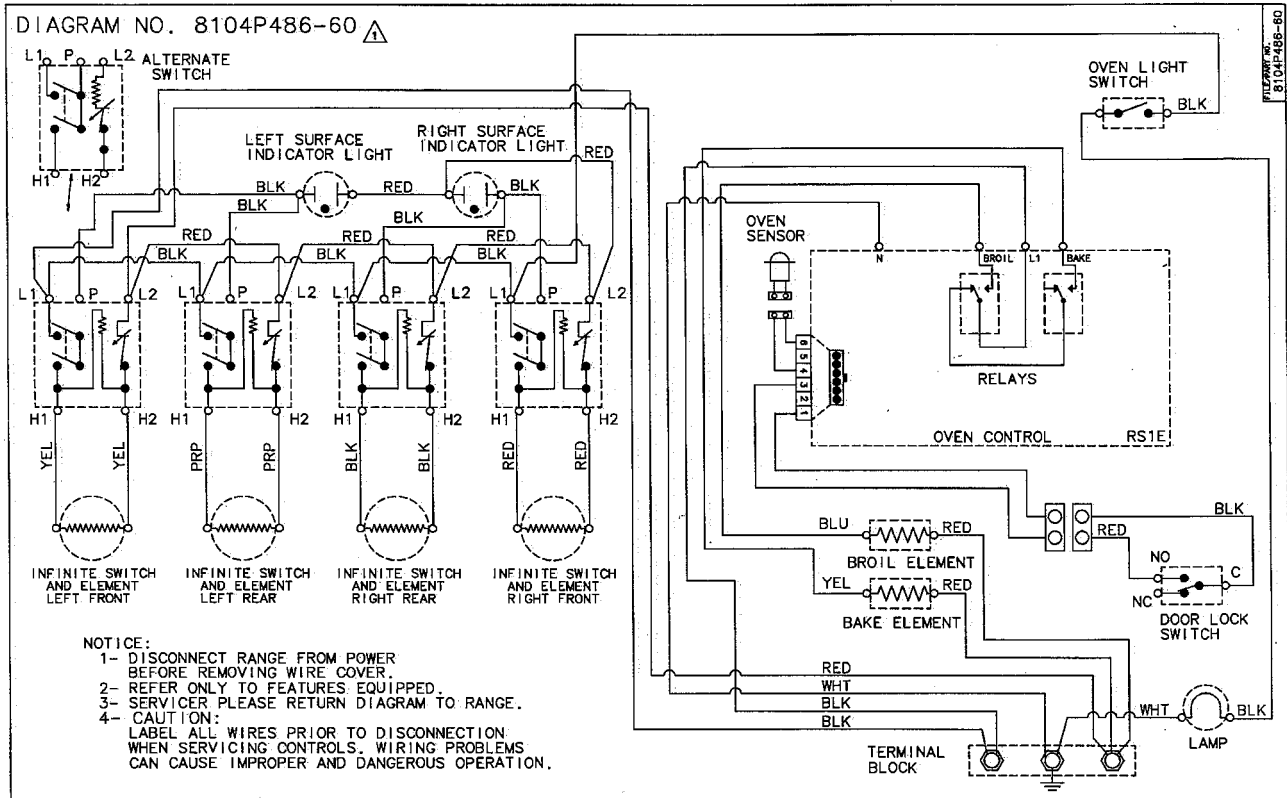 DIAGRAM NO. 8104P486-60
1
8104P486-60
L1 P L2 ALTERNATE
SWITCH
H1 H2
OVEN LIGHT
SWITCH
BLK
LEFT SURFACE
INDICATOR LIGHT
RIGHT SURFACE
INDICATOR LIGHT
RED
BLK
RED
BLK
BLK
BLK
RED
RED
RED
BLK
BLK
BLK
OVEN
SENSOR
N
BROIL
L1
BAKE
L1 P L2
L1 P L2
L1 P L2
L1 P L2
6
5
4
3
2
1
RELAYS
OVEN CONTROL
RS1E
H1 H2
H1 H2
H1 H2
H1 H2
YEL
YEL
PRP
PRP
BLK
BLK
RED
RED
INFINITE SWITCH
AND ELEMENT
LEFT FRONT
INFINITE SWITCH
AND ELEMENT
LEFT REAR
INFINITE SWITCH
AND ELEMENT
RIGHT REAR
INFINITE SWITCH
AND ELEMENT
RIGHT FRONT
BLU
RED
BROIL ELEMENT
YEL
RED
BAKE ELEMENT
BLK
RED
NO
C
NC
DOOR LOCK
SWITCH
NOTICE:
1- DISCONNECT RANGE FROM POWER
BEFORE REMOVING WIRE COVER.
2- REFER ONLY TO FEATURES EQUIPPED.
3- SERVICER PLEASE RETURN DIAGRAM TO RANGE.
4- CAUTION:
LABEL ALL WIRES PRIOR TO DISCONNECTION
WHEN SERVICING CONTROLS. WIRING PROBLEMS
CAN CAUSE IMPROPER AND DANGEROUS OPERATION.
RED
WHT
BLK
BLK
WHT
BLK
LAMP
TERMINAL
BLOCK